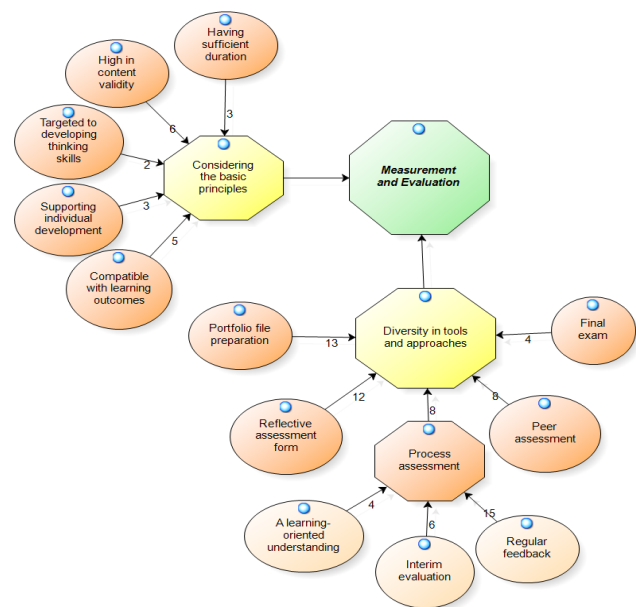 Having
sufficient
duration
High in
content
validity
3
6
Targeted to
developing
thinking
skills
2
Considering
the basic
principles
Measurement
and Evaluation
Supporting
individual
development
3
5
Compatible
with learning
outcomes
Portfolio file
preparation
13
Diversity in tools
and approaches
4
Final
exam
12
8
8
Reflective
assessment
form
Process
assessment
Peer
assessment
4
6
15
A learning-
oriented
understanding
Interim
evaluation
Regular
feedback